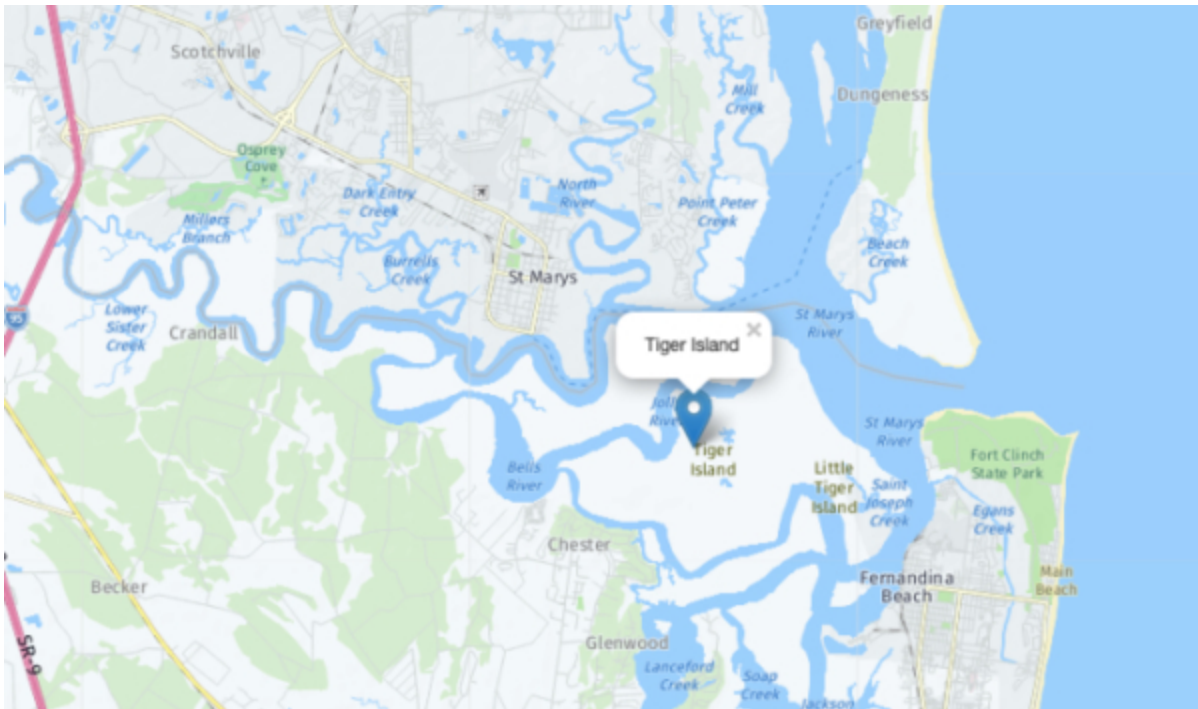 Greyfield
Scotchville
Mill
Creek
Dungeness
Osprey
Cove
Dark Entry
Creek
North
River
Point Peter
Creek
Millers
Branch
Beach
Creek
Burrells
Creek
St Marys
Lower
Sister
Creek
95
Crandall
St Marys
River
Tiger Island
×
River
St Marys
River
Tiger
Island
Fort Clinch
State Park
Bells
River
Little
Tiger
Island
Saint
Joseph
Creek
Egans
Creek
Chester
Becker
Fernandina
Beach
Main
Beach
SR-9
Glenwood
Lanceford
Creek
Soap
Creek
Jackson